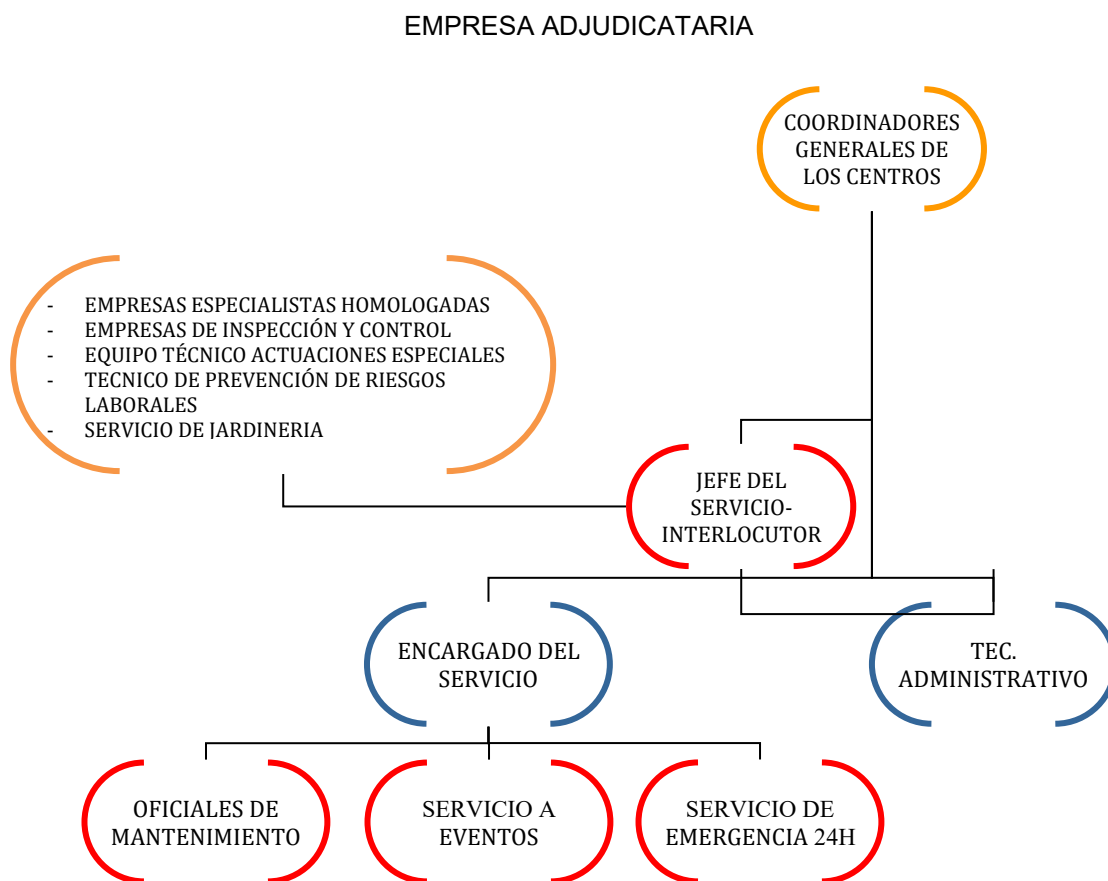 EMPRESA ADJUDICATARIA
COORDINADORES
GENERALES DE
LOS CENTROS
- EMPRESAS ESPECIALISTAS HOMOLOGADAS
- EMPRESAS DE INSPECCIÓN Y CONTROL
- EQUIPO TÉCNICO ACTUACIONES ESPECIALES
- TECNICO DE PREVENCIÓN DE RIESGOS
LABORALES
- SERVICIO DE JARDINERIA
JEFE DEL
SERVICIO-
INTERLOCUTOR
ENCARGADO DEL
SERVICIO
TEC.
ADMINISTRATIVO
OFICIALES DE
MANTENIMIENTO
SERVICIO A
EVENTOS
SERVICIO DE
EMERGENCIA 24H